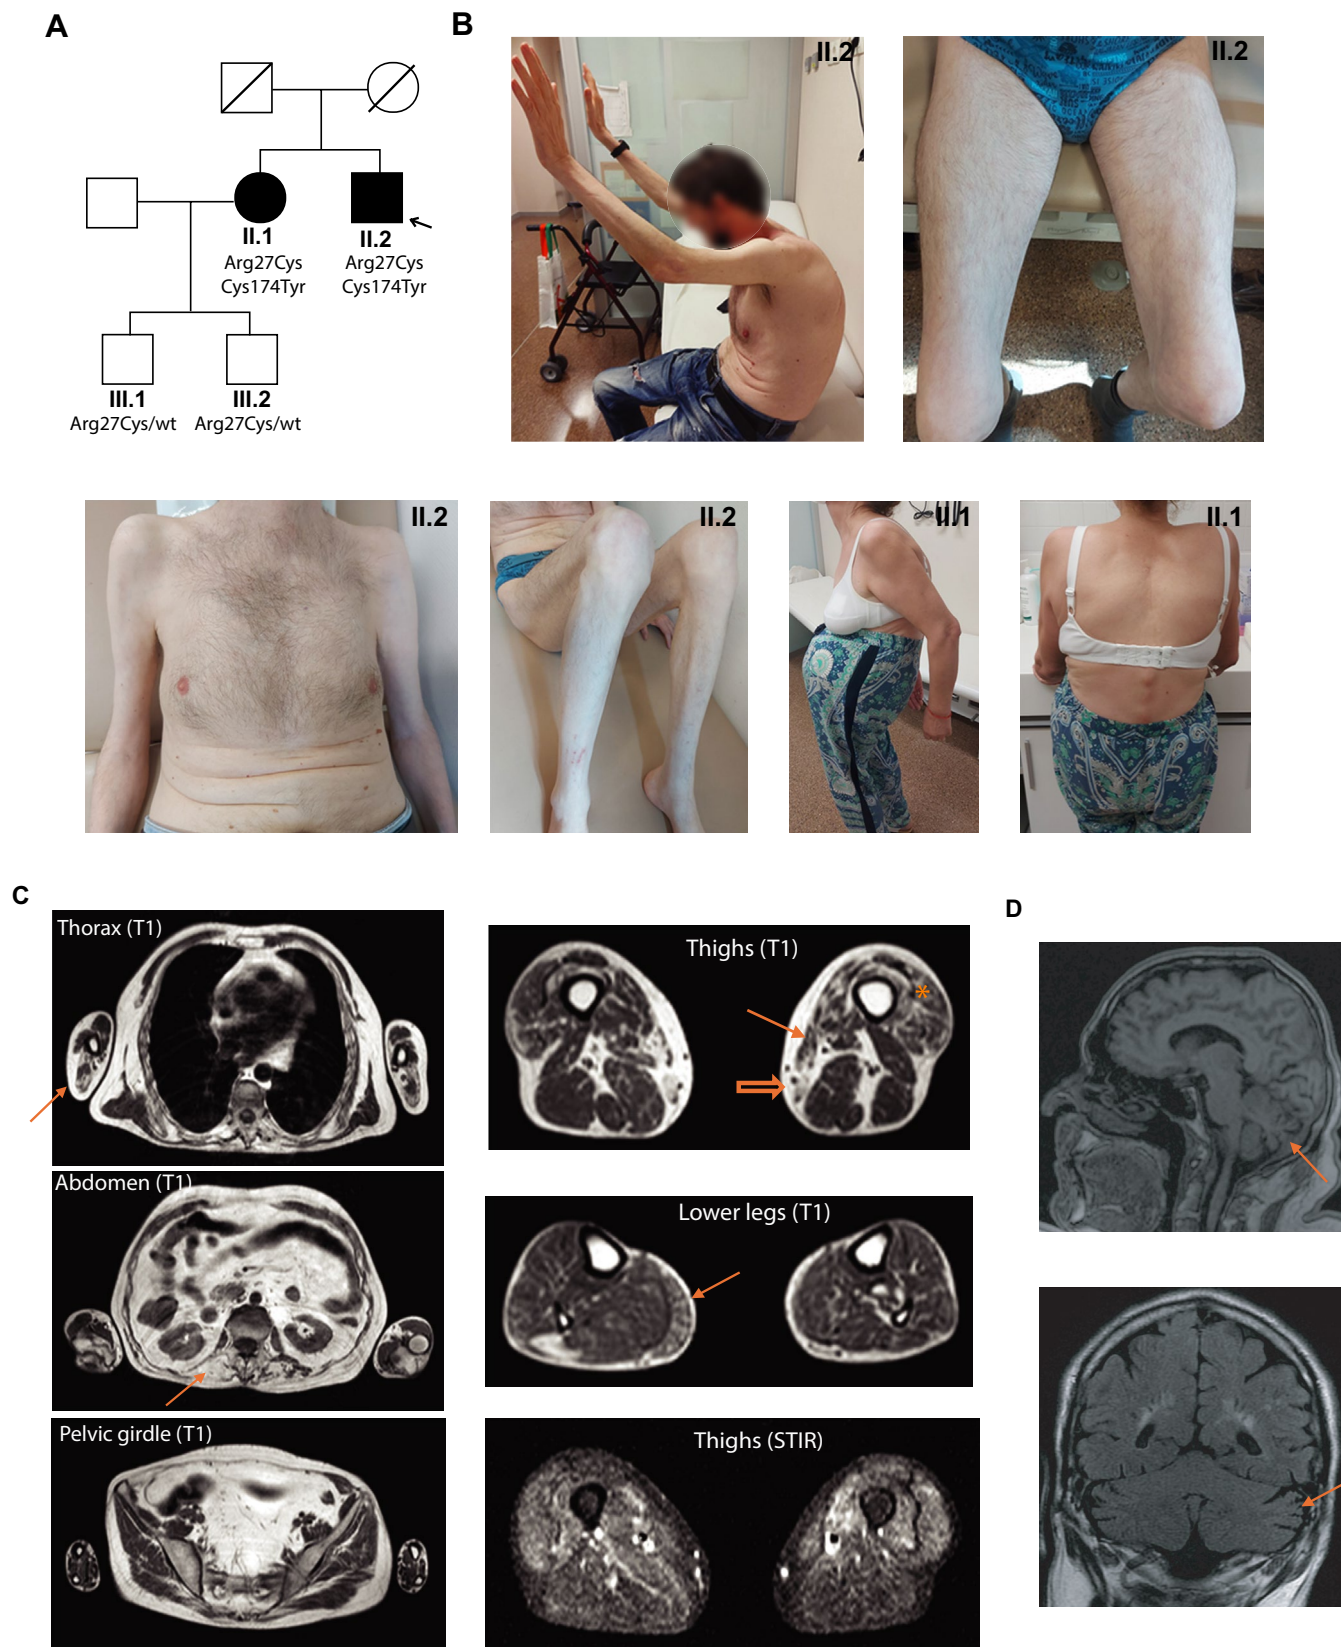 A
B
II.2
II.2
II.1
Arg27Cys
Cys174Tyr
II.2
Arg27Cys
Cys174Tyr
III.1
Arg27Cys/wt
III.2
Arg27Cys/wt
II.2
II.2
II.1
II.1
C
D
Thorax (T1)
Thighs (T1)
*
Abdomen (T1)
Lower legs (T1)
Pelvic girdle (T1)
Thighs (STIR)